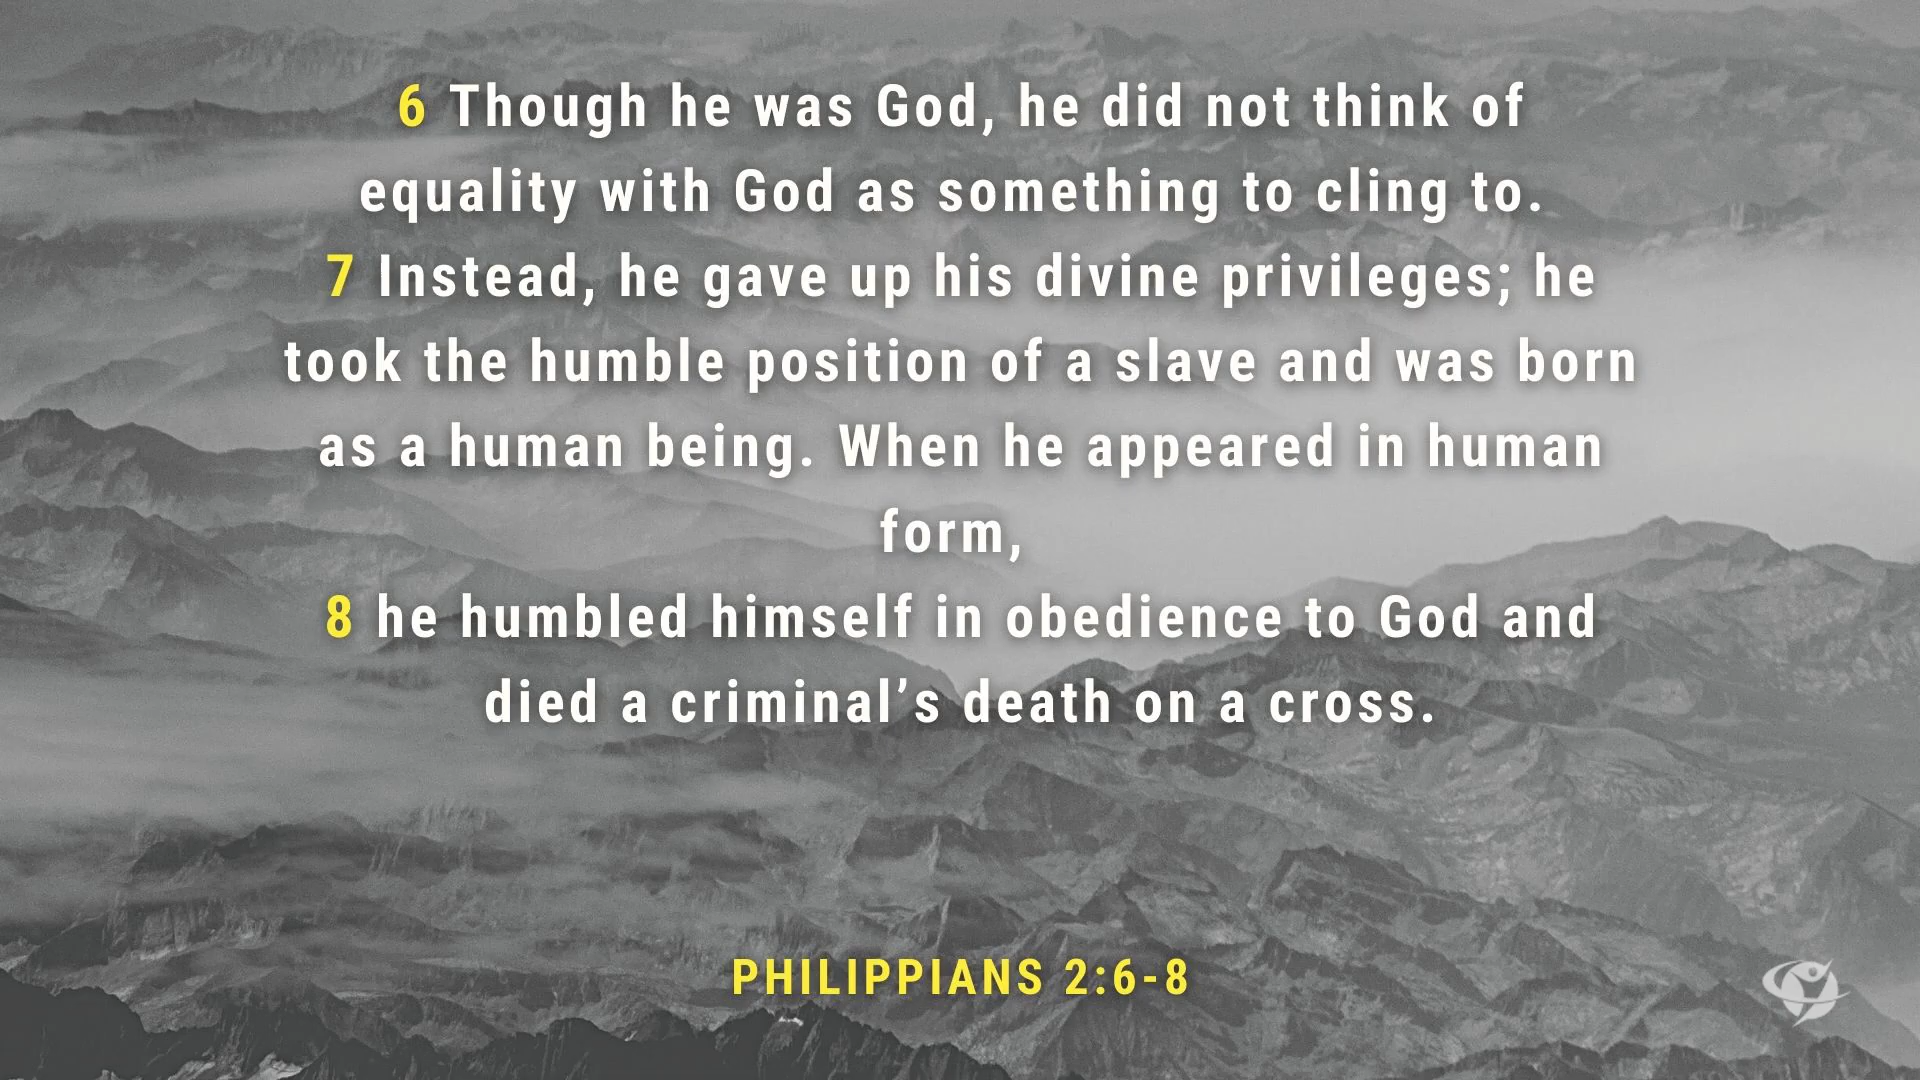 6 Though he was God, he did not think of
equality with God as something to cling to.
7 Instead, he gave up his divine privileges; he
took the humble position of a slave and was born
as a human being. When he appeared in human
form,
8 he humbled himself in obedience to God and
died a criminal’s death on a cross.
PHILIPPIANS 2:6-8